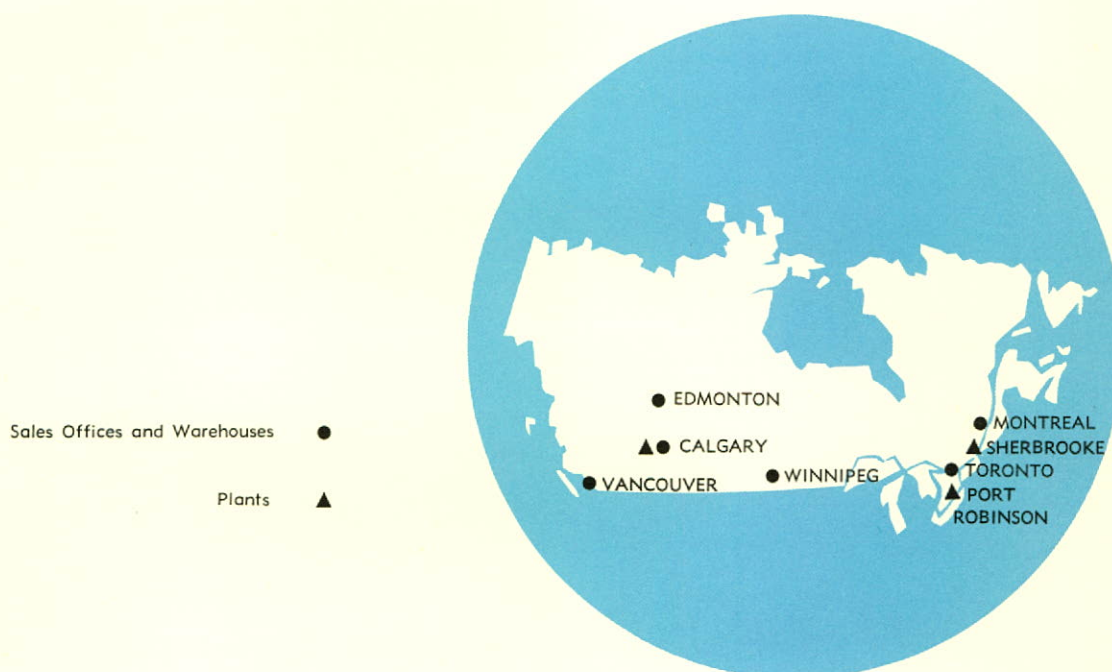 EDMONTON
Sales Offices and Warehouses
MONTREAL
CALGARY
SHERBROOKE
TORONTO
WINNIPEG
VANCOUVER
Plants
PORT
ROBINSON